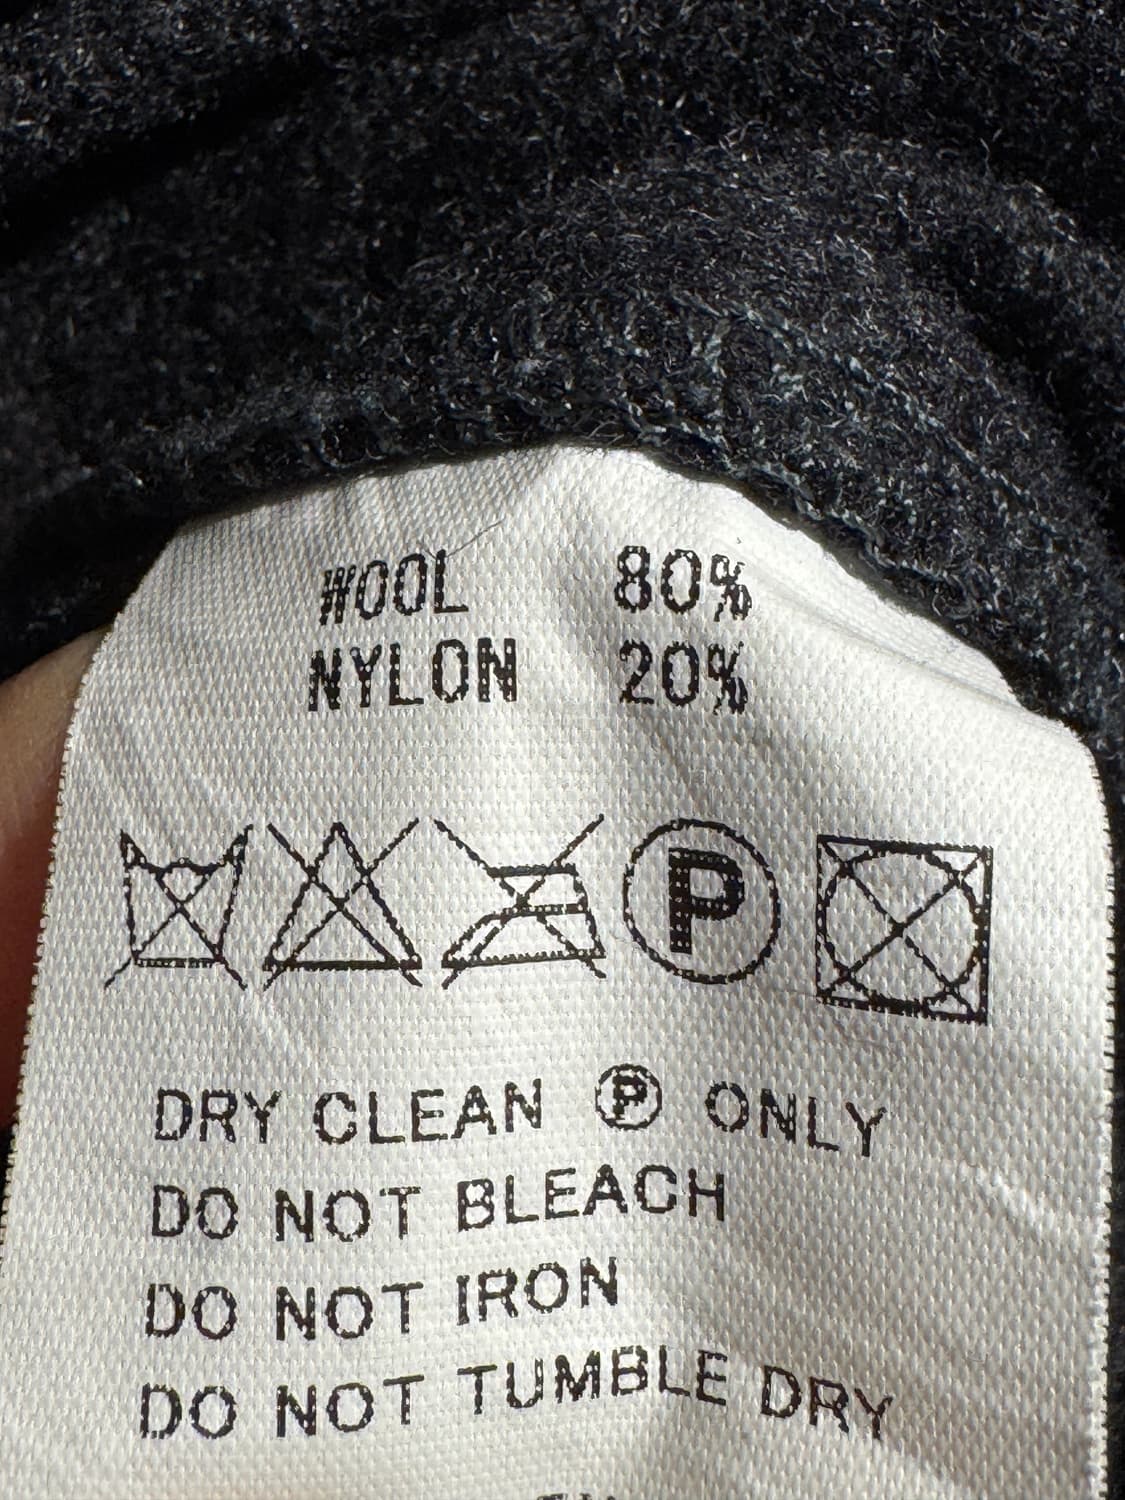 WOOL 80%
NYLON 20%
P
DRY CLEAN Ⓟ ONLY
DO NOT BLEACH
DO NOT IRON
DO NOT TUMBLE DRY